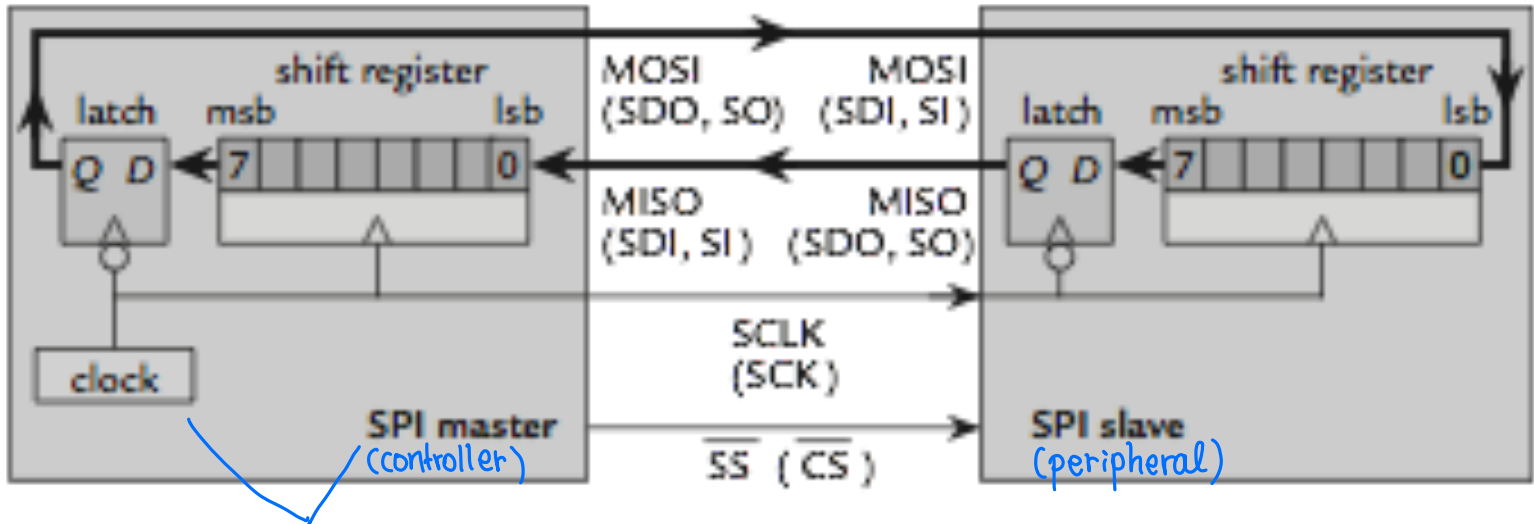 shift register
latch msb lsb
Q D 7 0
clock
SPI master
(controller)
MOSI MOSI
(SDO, SO) (SDI, SI)
MISO MISO
(SDI, SI) (SDO, SO)
SCLK
(SCK)
SS (CS)
shift register
latch msb lsb
Q D 7 0
SPI slave
(peripheral)